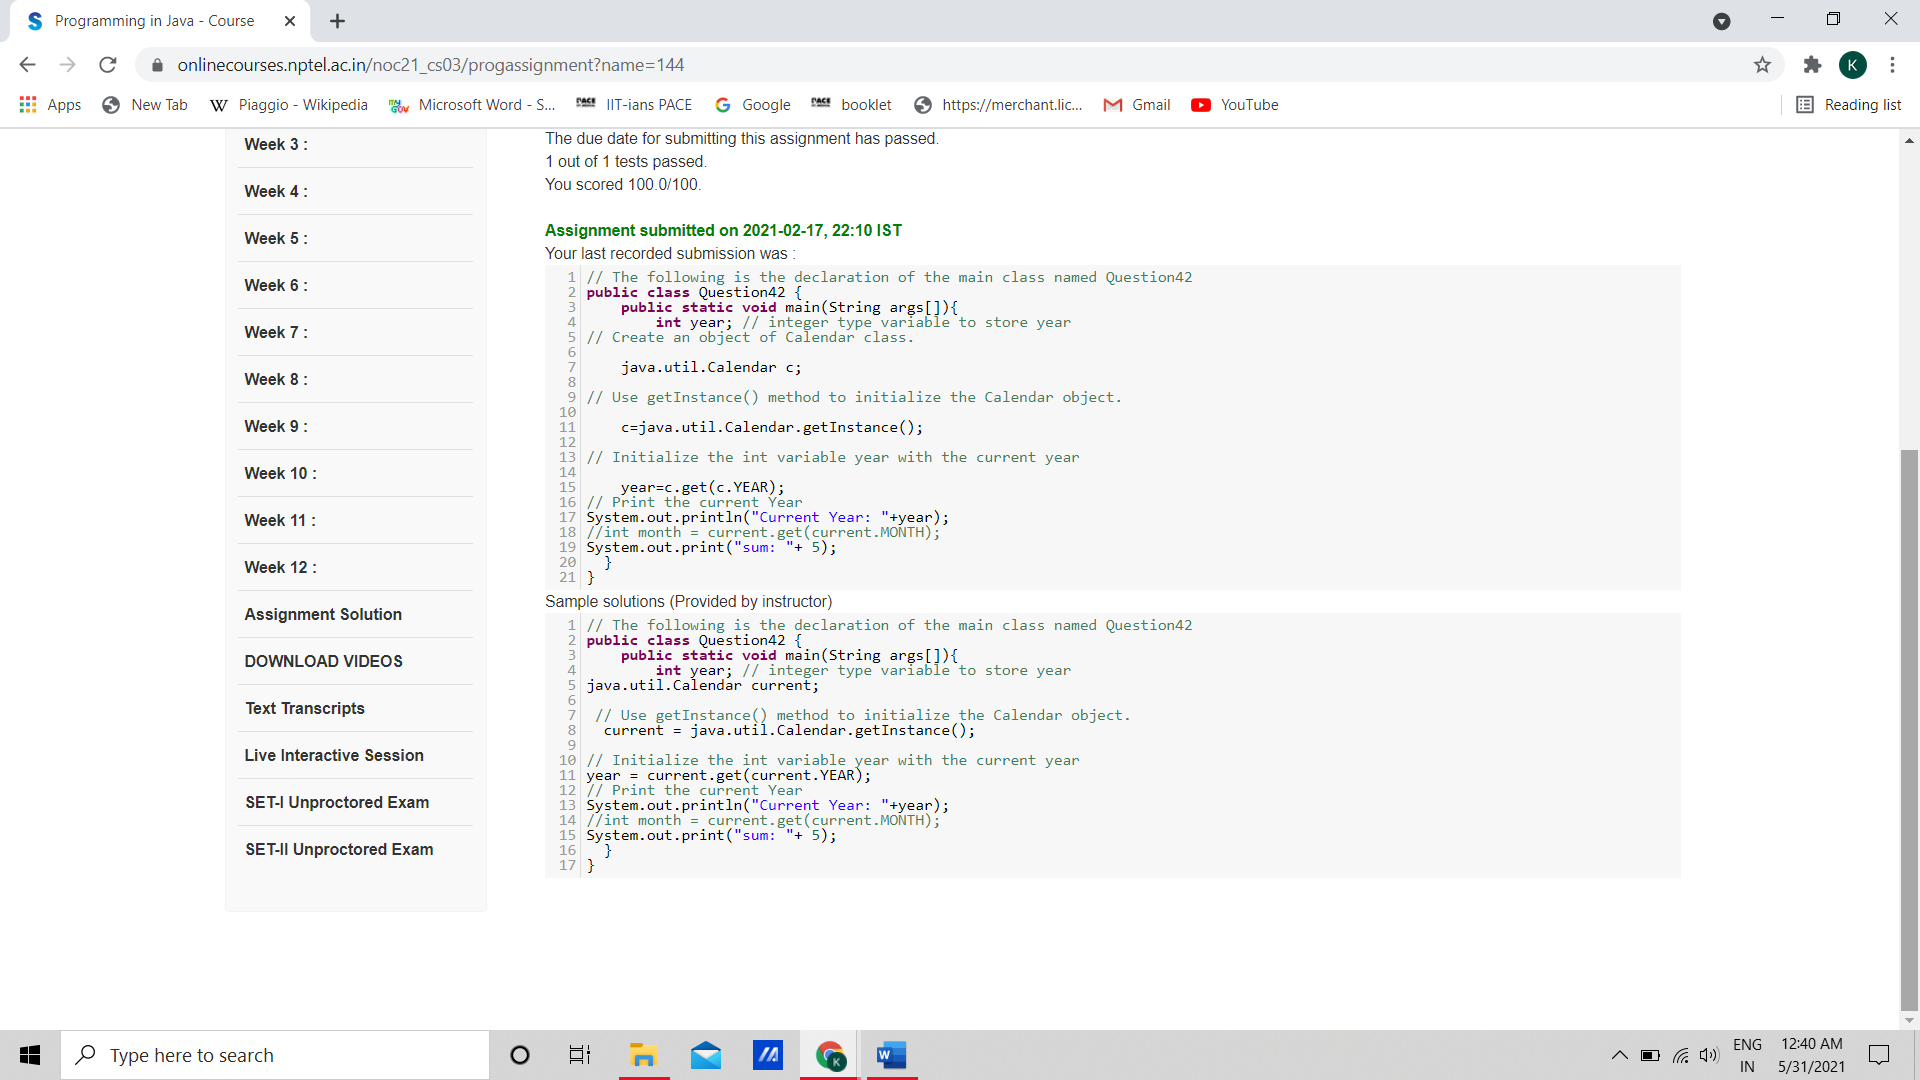 Programming in Java - Course
onlinecourses.nptel.ac.in/noc21_cs03/progassignment?name=144
K
Apps New Tab W Piaggio - Wikipedia Microsoft Word - S... PACE IIT-ians PACE Google PACE booklet https://merchant.lic... Gmail YouTube Reading list
Week 3 :
Week 4 :
Week 5 :
Week 6 :
Week 7 :
Week 8 :
Week 9 :
Week 10 :
Week 11 :
Week 12 :
Assignment Solution
DOWNLOAD VIDEOS
Text Transcripts
Live Interactive Session
SET-I Unproctored Exam
SET-II Unproctored Exam
The due date for submitting this assignment has passed.
1 out of 1 tests passed.
You scored 100.0/100.
Assignment submitted on 2021-02-17, 22:10 IST
Your last recorded submission was :
1 // The following is the declaration of the main class named Question42
2 public class Question42 {
3     public static void main(String args[]){
4         int year; // integer type variable to store year
5 // Create an object of Calendar class.
6
7     java.util.Calendar c;
8
9 // Use getInstance() method to initialize the Calendar object.
10
11     c=java.util.Calendar.getInstance();
12
13 // Initialize the int variable year with the current year
14
15     year=c.get(c.YEAR);
16 // Print the current Year
17 System.out.println("Current Year: "+year);
18 //int month = current.get(current.MONTH);
19 System.out.print("sum: "+ 5);
20   }
21 }
Sample solutions (Provided by instructor)
1 // The following is the declaration of the main class named Question42
2 public class Question42 {
3     public static void main(String args[]){
4         int year; // integer type variable to store year
5 java.util.Calendar current;
6
7  // Use getInstance() method to initialize the Calendar object.
8   current = java.util.Calendar.getInstance();
9
10 // Initialize the int variable year with the current year
11 year = current.get(current.YEAR);
12 // Print the current Year
13 System.out.println("Current Year: "+year);
14 //int month = current.get(current.MONTH);
15 System.out.print("sum: "+ 5);
16   }
17 }
Type here to search
K
W
ENG
IN
12:40 AM
5/31/2021